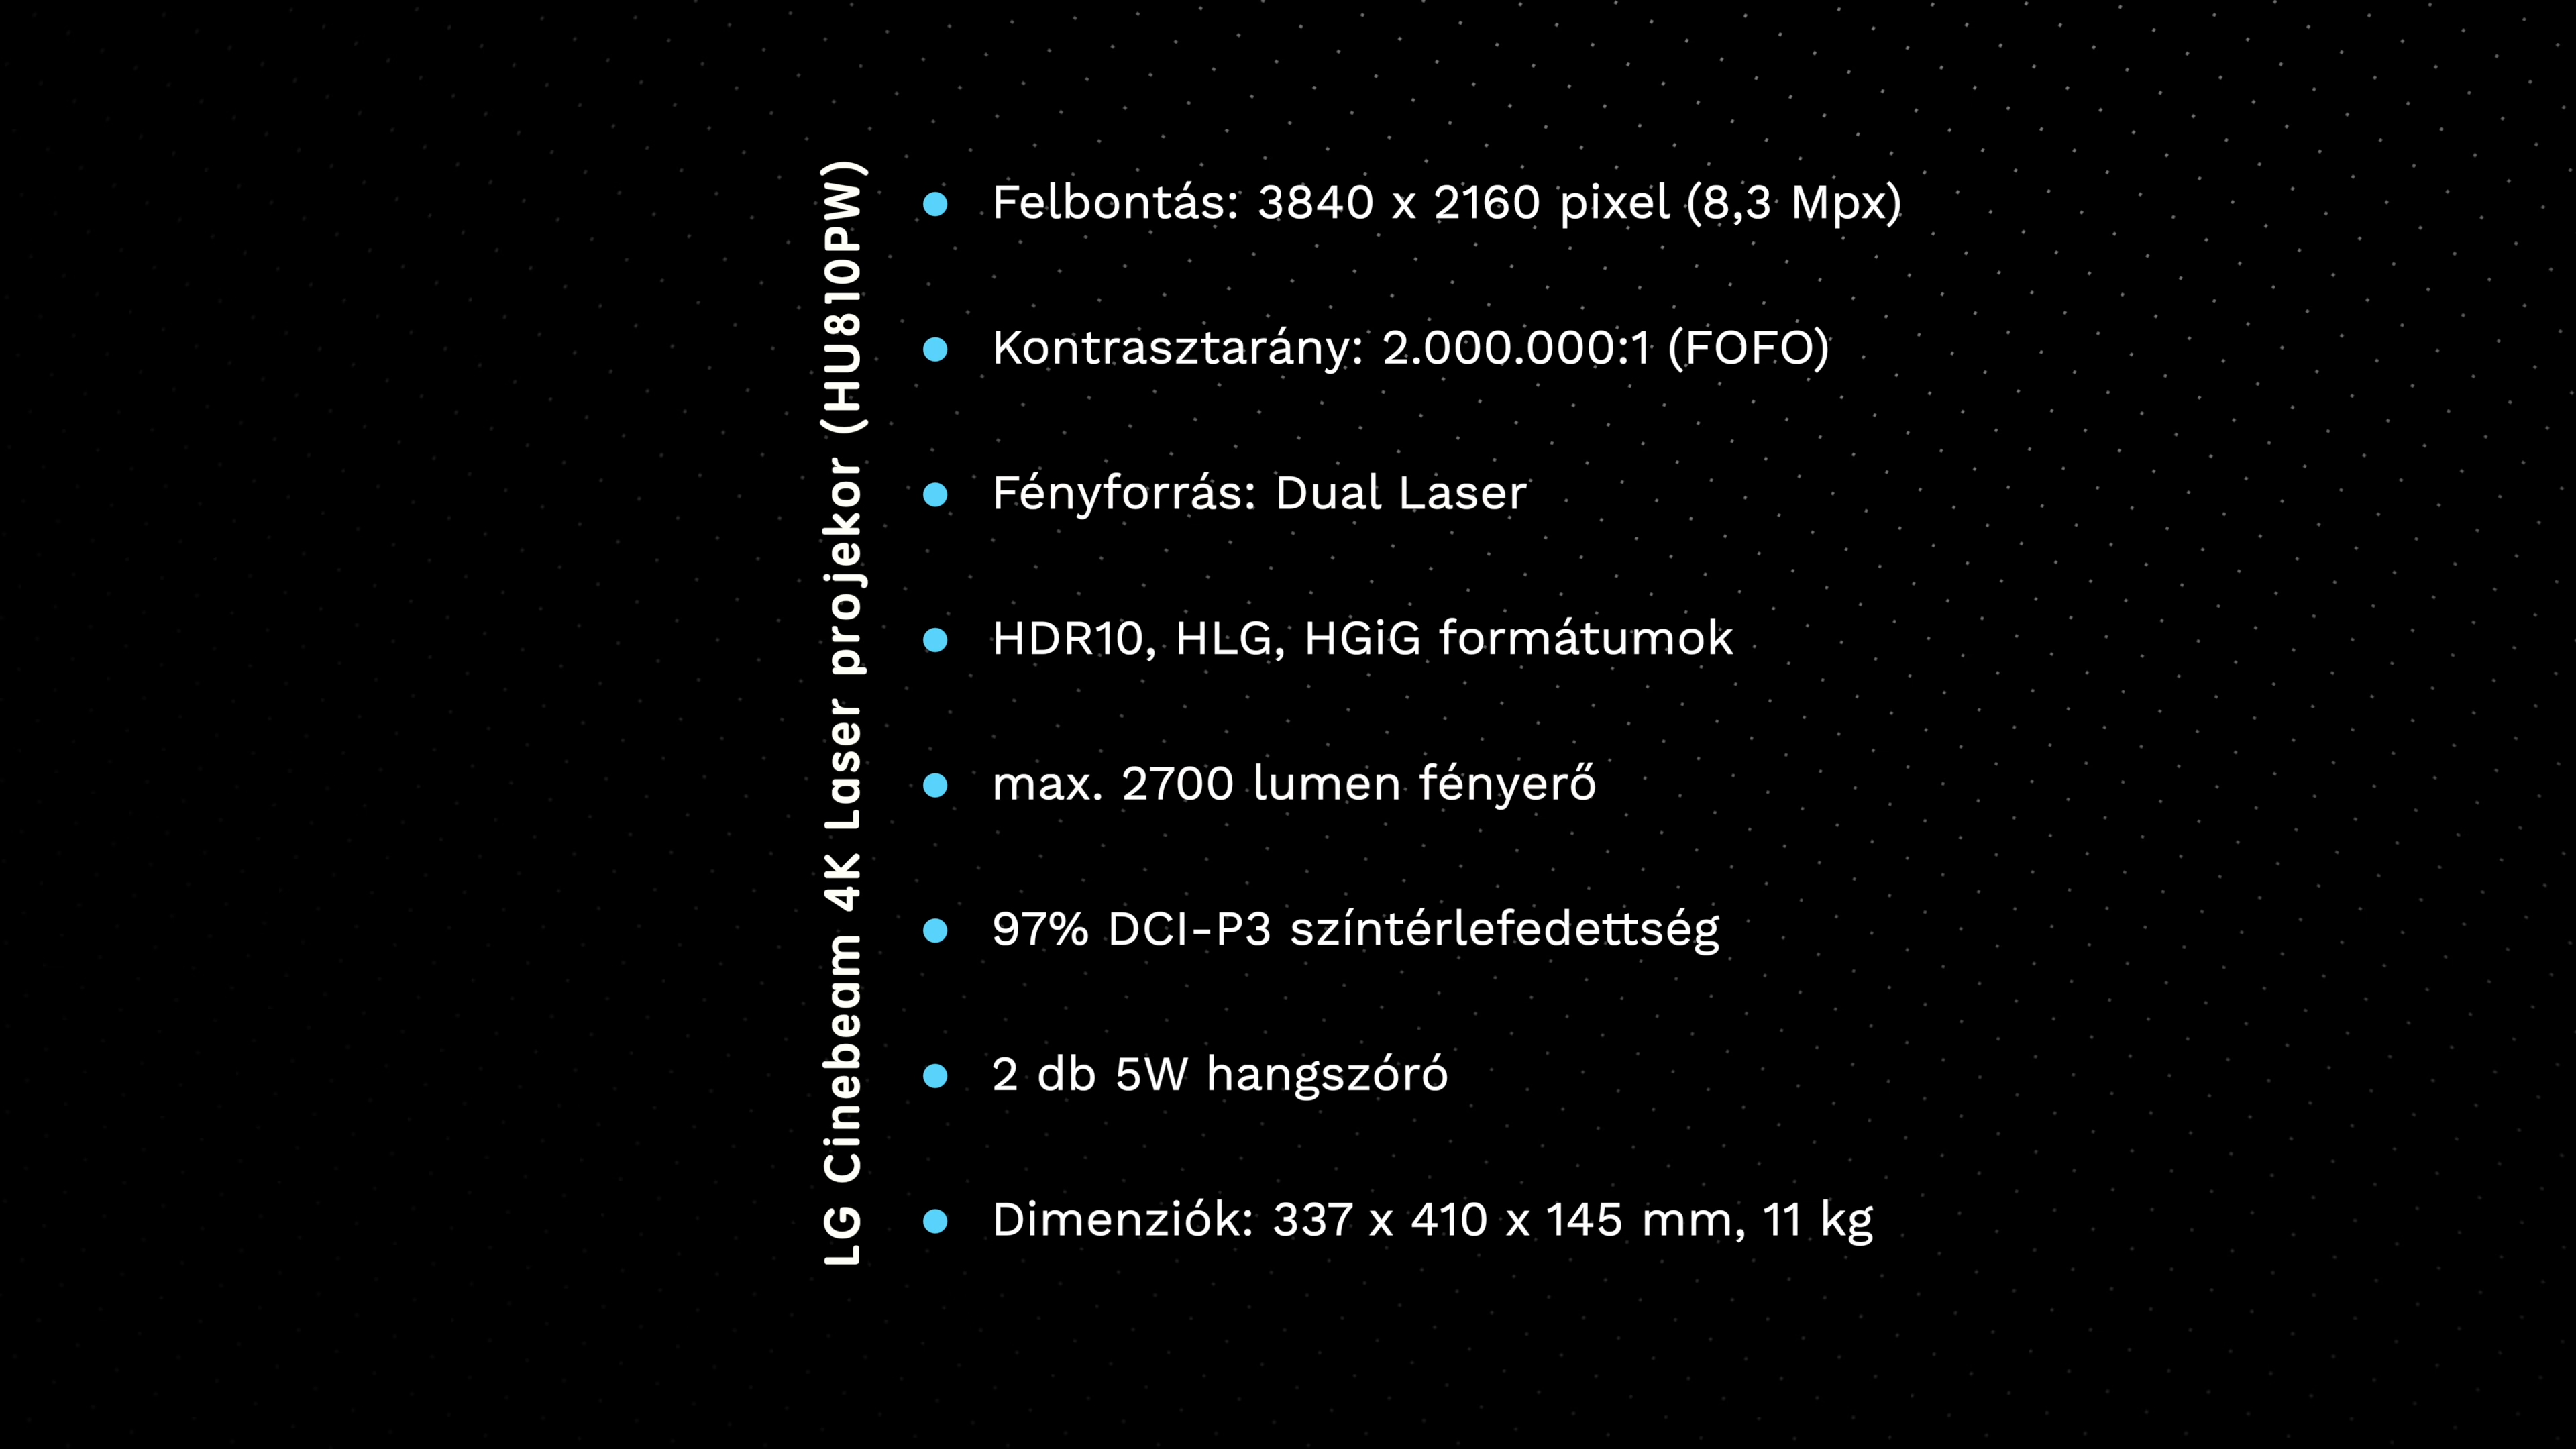 LG Cinebeam 4K Laser projekor (HU810PW)
Felbontás: 3840 x 2160 pixel (8,3 Mpx)
Kontrasztarány: 2.000.000:1 (FOFO)
Fényforrás: Dual Laser
HDR10, HLG, HGiG formátumok
max. 2700 lumen fényerő
97% DCI-P3 színtérlefedettség
2 db 5W hangszóró
Dimenziók: 337 x 410 x 145 mm, 11 kg